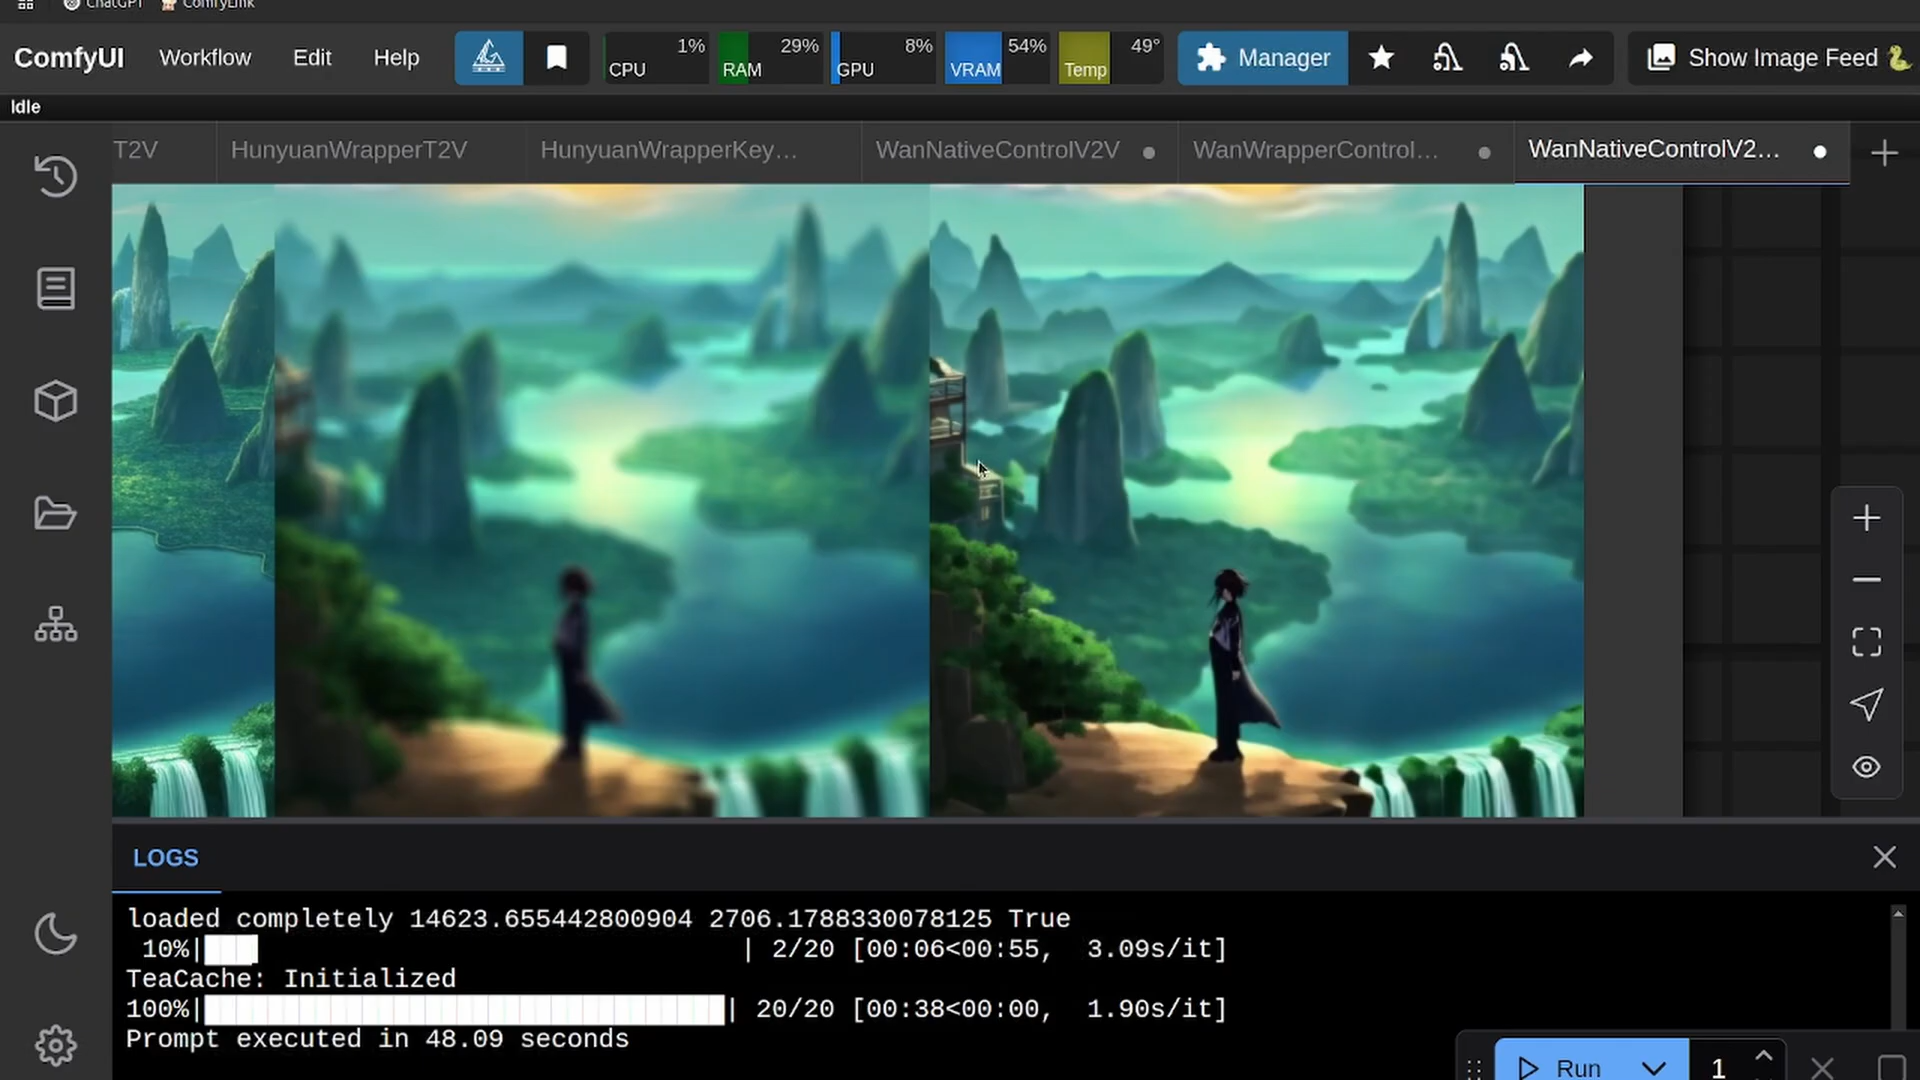 ChatGPT ComfyLink
ComfyUI Workflow Edit Help 1% CPU 29% RAM 8% GPU 54% VRAM 49° Temp Manager Show Image Feed
Idle
T2V HunyuanWrapperT2V HunyuanWrapperKey... WanNativeControlV2V WanWrapperControl... WanNativeControlV2...
LOGS
loaded completely 14623.655442800904 2706.1788330078125 True
10%| | 2/20 [00:06<00:55, 3.09s/it]
TeaCache: Initialized
100%| | 20/20 [00:38<00:00, 1.90s/it]
Prompt executed in 48.09 seconds
Run 1